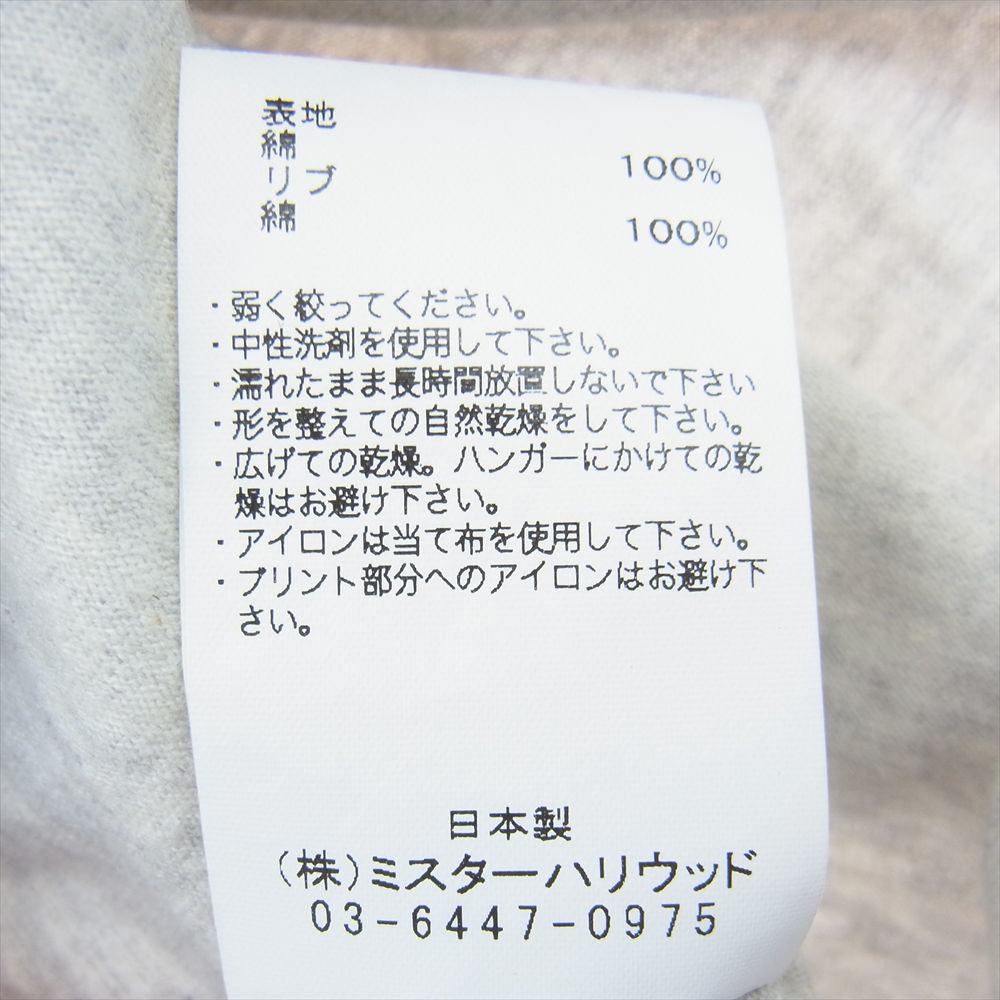 表地
綿 100%
リブ
綿 100%
・弱く絞ってください。
・中性洗剤を使用して下さい。
・濡れたまま長時間放置しないで下さい
・形を整えての自然乾燥をして下さい。
・広げての乾燥。ハンガーにかけての乾
燥はお避け下さい。
・アイロンは当て布を使用して下さい。
・プリント部分へのアイロンはお避け下
さい。
日本製
(株)ミスターハリウッド
03-6447-0975